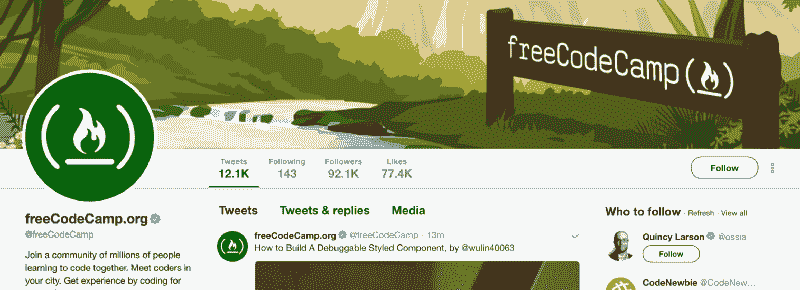 freeCodeCamp(🔥)
Tweets Following Followers Likes
12.1K 143 92.1K 77.4K
Follow
freeCodeCamp.org
@freeCodeCamp
Join a community of millions of people
learning to code together. Meet coders in
your city. Get experience by coding for
Tweets Tweets & replies Media
freeCodeCamp.org @freeCodeCamp · 13m
How to Build A Debuggable Styled Component, by @wulin40063
Who to follow · Refresh · View all
Quincy Larson @ossia
Follow
CodeNewbie @CodeNew...